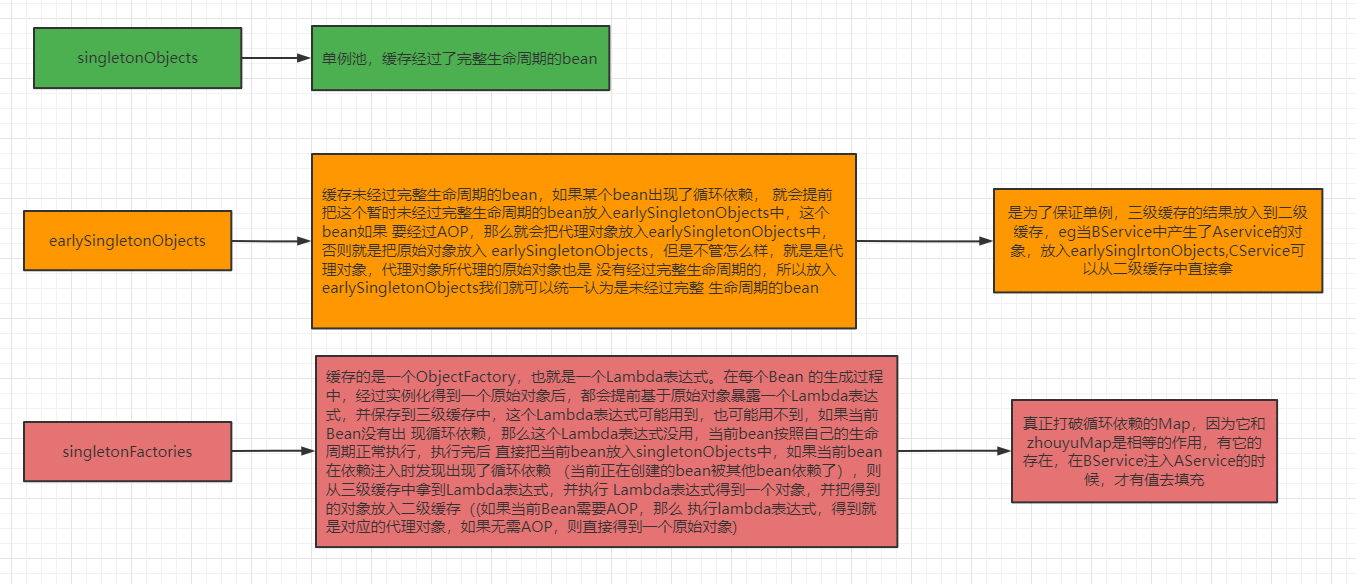 singletonObjects
单例池，缓存经过了完整生命周期的bean
earlySingletonObjects
缓存未经过完整生命周期的bean，如果某个bean出现了循环依赖， 就会提前
把这个暂时未经过完整生命周期的bean放入earlySingletonObjects中，这个
bean如果 要经过AOP，那么就会把代理对象放入earlySingletonObjects中，
否则就是把原始对象放入 earlySingletonObjects，但是不管怎么样，就是是代
理对象，代理对象所代理的原始对象也是 没有经过完整生命周期的，所以放入
earlySingletonObjects我们就可以统一认为是未经过完整 生命周期的bean
是为了保证单例，三级缓存的结果放入到二级
缓存，eg当BService中产生了Aservice的对
象，放入earlySinglrtonObjects,CService可
以从二级缓存中直接拿
singletonFactories
缓存的是一个ObjectFactory，也就是一个Lambda表达式。在每个Bean 的生成过程
中，经过实例化得到一个原始对象后，都会提前基于原始对象暴露一个Lambda表达
式，并保存到三级缓存中，这个Lambda表达式可能用到，也可能用不到，如果当前
Bean没有出 现循环依赖，那么这个Lambda表达式没用，当前bean按照自己的生命
周期正常执行，执行完后 直接把当前bean放入singletonObjects中，如果当前bean
在依赖注入时发现出现了循环依赖 （当前正在创建的bean被其他bean依赖了），则
从三级缓存中拿到Lambda表达式，并执行 Lambda表达式得到一个对象，并把得到
的对象放入二级缓存（(如果当前Bean需要AOP，那么 执行lambda表达式，得到就
是对应的代理对象，如果无需AOP，则直接得到一个原始对象)
真正打破循环依赖的Map，因为它和
zhouyuMap是相等的作用，有它的
存在，在BService注入AService的时
候，才有值去填充